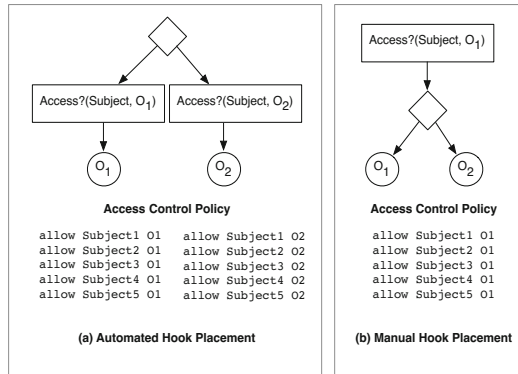 Access?(Subject, O1)
Access?(Subject, O2)
O1
O2
Access Control Policy
allow Subject1 O1 allow Subject1 O2
allow Subject2 O1 allow Subject2 O2
allow Subject3 O1 allow Subject3 O2
allow Subject4 O1 allow Subject4 O2
allow Subject5 O1 allow Subject5 O2
(a) Automated Hook Placement
Access?(Subject, O1)
O1
O2
Access Control Policy
allow Subject1 O1
allow Subject2 O1
allow Subject3 O1
allow Subject4 O1
allow Subject5 O1
(b) Manual Hook Placement